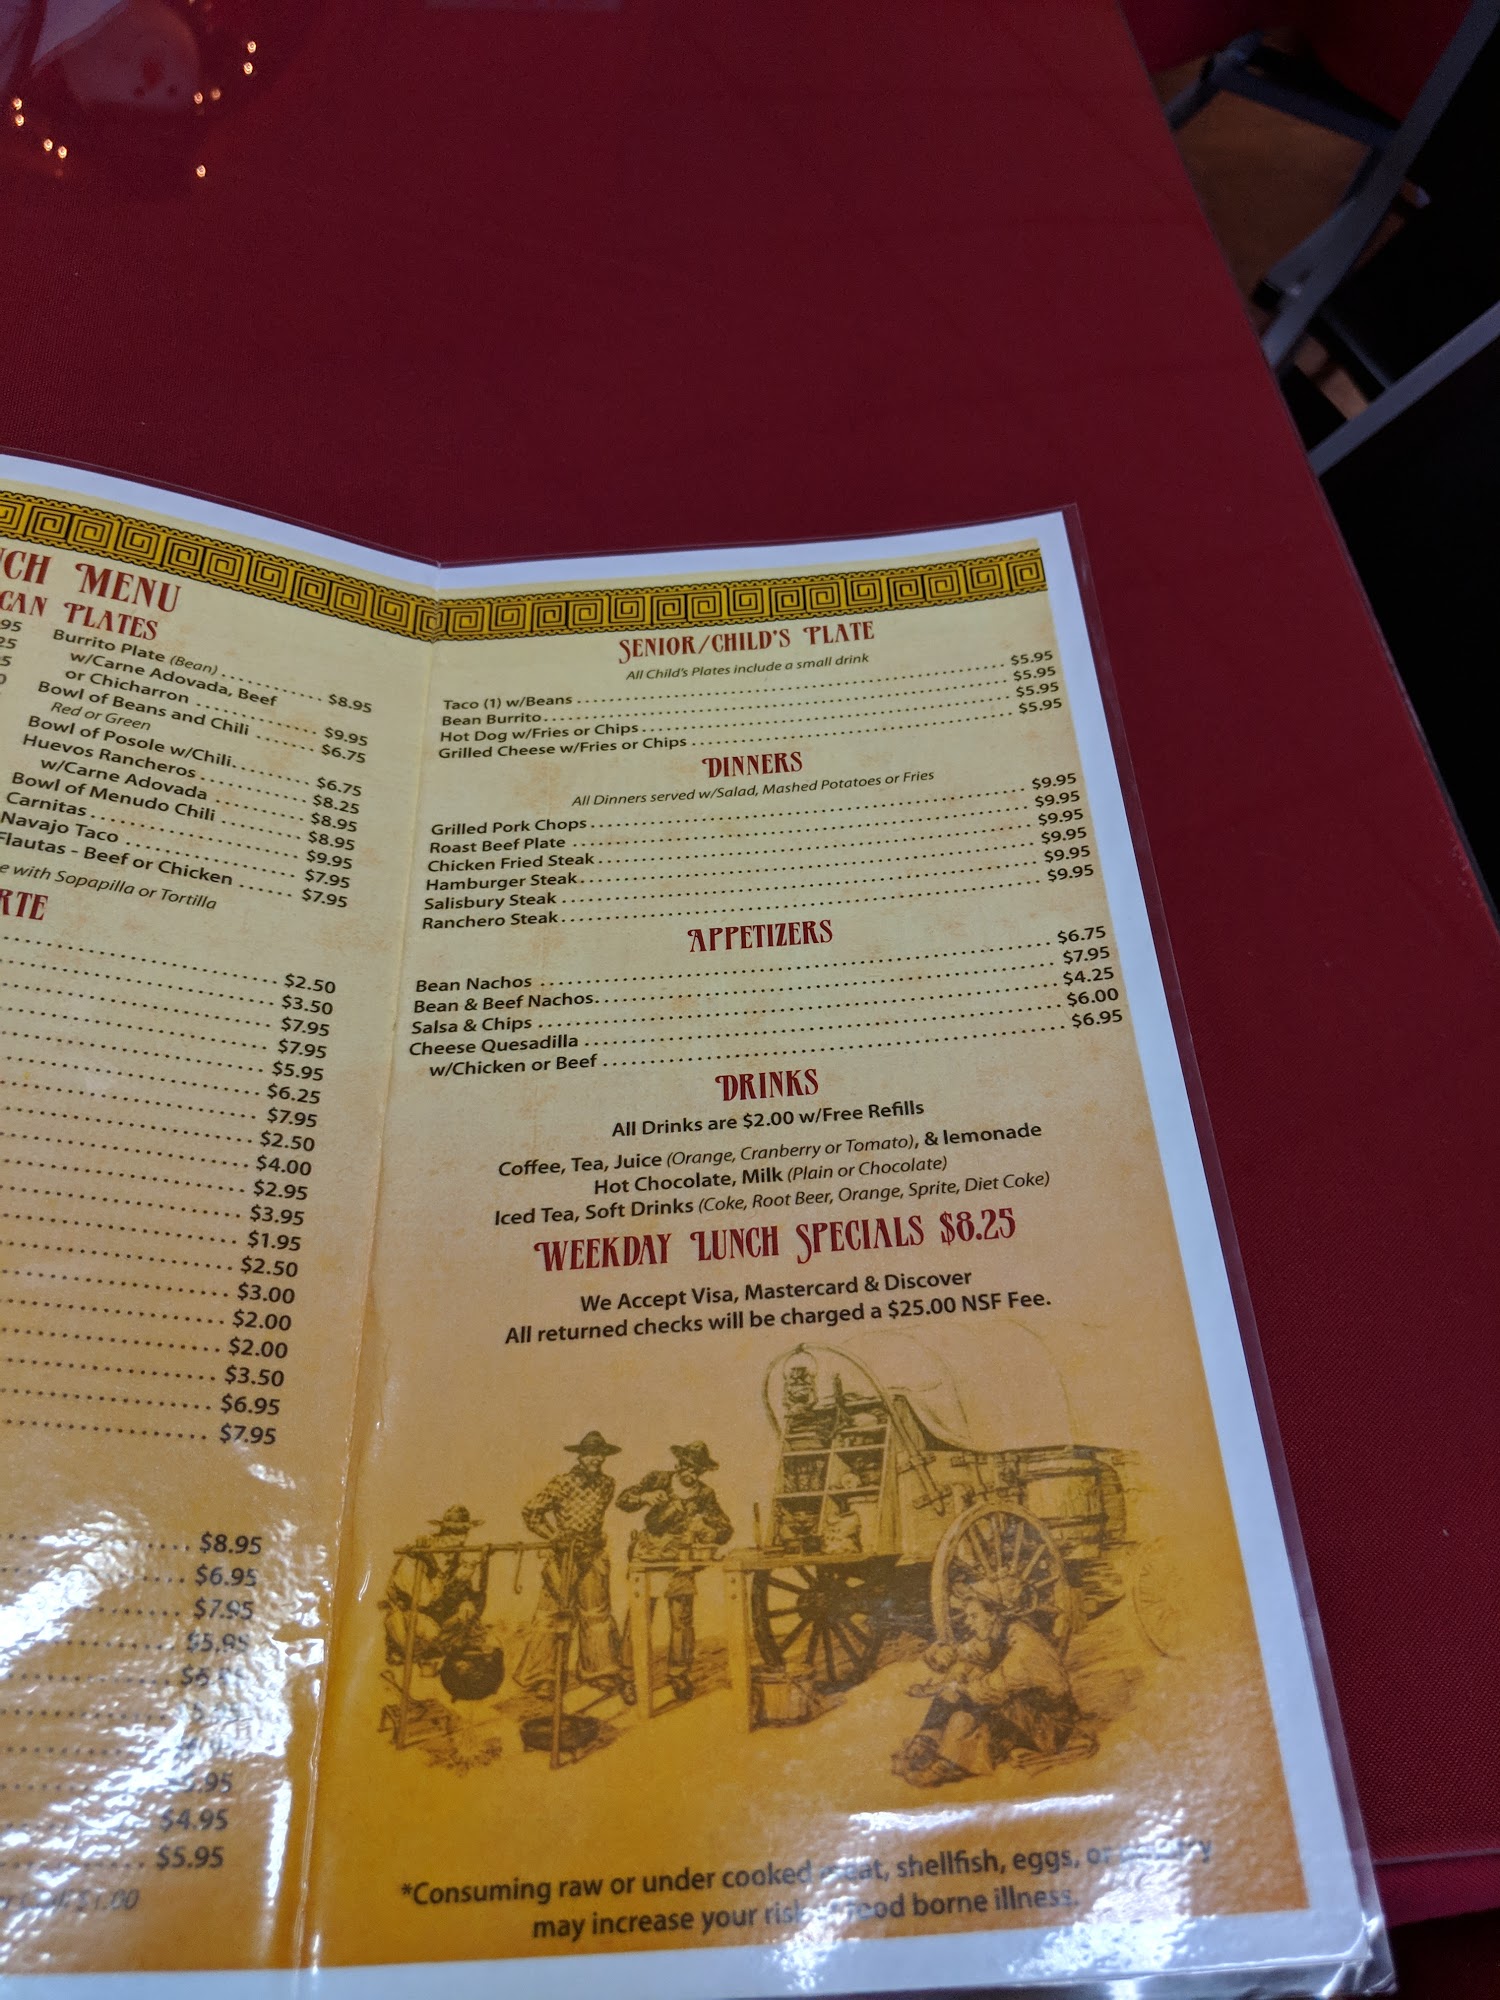 NCH MENU
CAN PLATES
Burrito Plate (Bean) $8.95
w/Carne Adovada, Beef
or Chicharron $9.95
Bowl of Beans and Chili $6.75
Red or Green
Bowl of Posole w/Chili $6.75
Huevos Rancheros $8.25
w/Carne Adovada $8.95
Bowl of Menudo Chili $8.95
Carnitas $9.95
Navajo Taco $7.95
Flautas - Beef or Chicken $7.95
e with Sopapilla or Tortilla
RTE
$2.50
$3.50
$7.95
$7.95
$5.95
$6.25
$7.95
$2.50
$4.00
$2.95
$3.95
$1.95
$2.50
$3.00
$2.00
$2.00
$3.50
$6.95
$7.95
$8.95
$6.95
$7.95
$5.95
$4.95
$5.95
$1.00
SENIOR/CHILD'S PLATE
All Child's Plates include a small drink
Taco (1) w/Beans $5.95
Bean Burrito $5.95
Hot Dog w/Fries or Chips $5.95
Grilled Cheese w/Fries or Chips $5.95
DINNERS
All Dinners served w/Salad, Mashed Potatoes or Fries
Grilled Pork Chops $9.95
Roast Beef Plate $9.95
Chicken Fried Steak $9.95
Hamburger Steak $9.95
Salisbury Steak $9.95
Ranchero Steak $9.95
APPETIZERS
Bean Nachos $6.75
Bean & Beef Nachos $7.95
Salsa & Chips $4.25
Cheese Quesadilla $6.00
w/Chicken or Beef $6.95
DRINKS
All Drinks are $2.00 w/Free Refills
Coffee, Tea, Juice (Orange, Cranberry or Tomato), & lemonade
Hot Chocolate, Milk (Plain or Chocolate)
Iced Tea, Soft Drinks (Coke, Root Beer, Orange, Sprite, Diet Coke)
WEEKDAY LUNCH SPECIALS $8.25
We Accept Visa, Mastercard & Discover
All returned checks will be charged a $25.00 NSF Fee.
*Consuming raw or under cooked meat, shellfish, eggs, or poultry
may increase your risk of food borne illness.